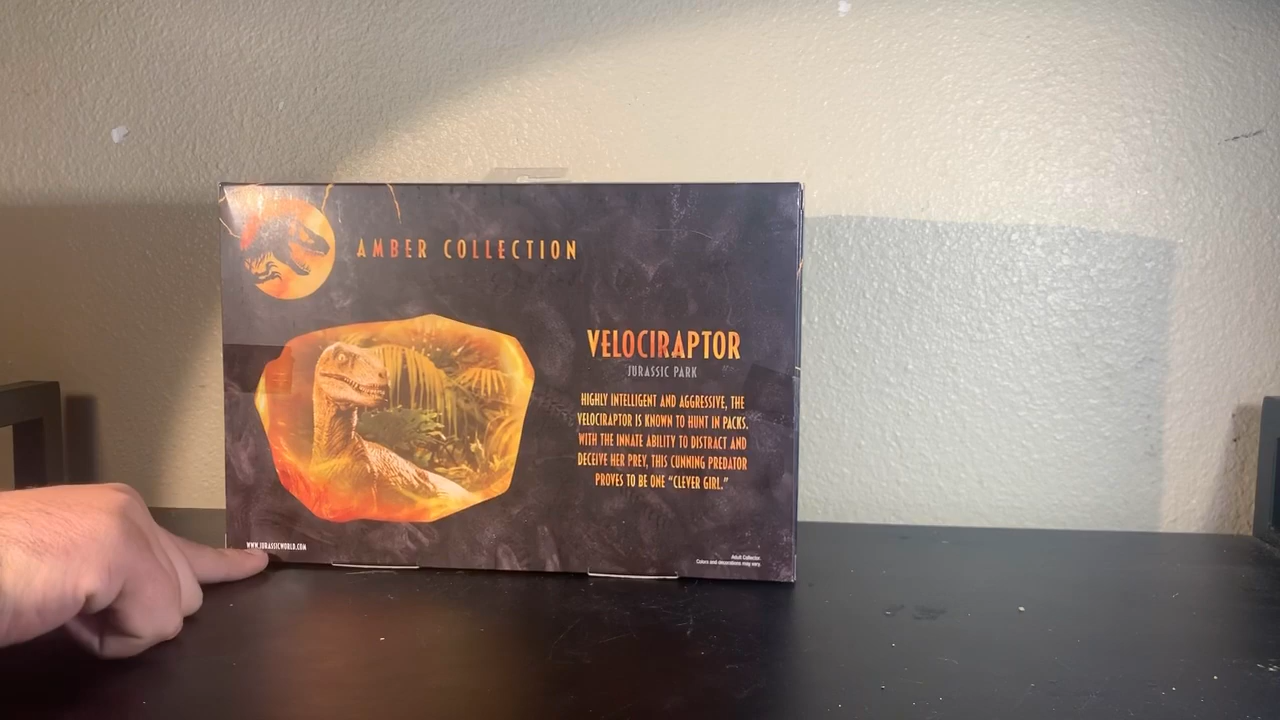 AMBER COLLECTION
VELOCIRAPTOR
JURASSIC PARK
HIGHLY INTELLIGENT AND AGGRESSIVE, THE
VELOCIRAPTOR IS KNOWN TO HUNT IN PACKS.
WITH THE INNATE ABILITY TO DISTRACT AND
DECEIVE HER PREY, THIS CUNNING PREDATOR
PROVES TO BE ONE “CLEVER GIRL.”
WWW.JURASSICWORLD.COM
Adult Collector.
Colors and decorations may vary.